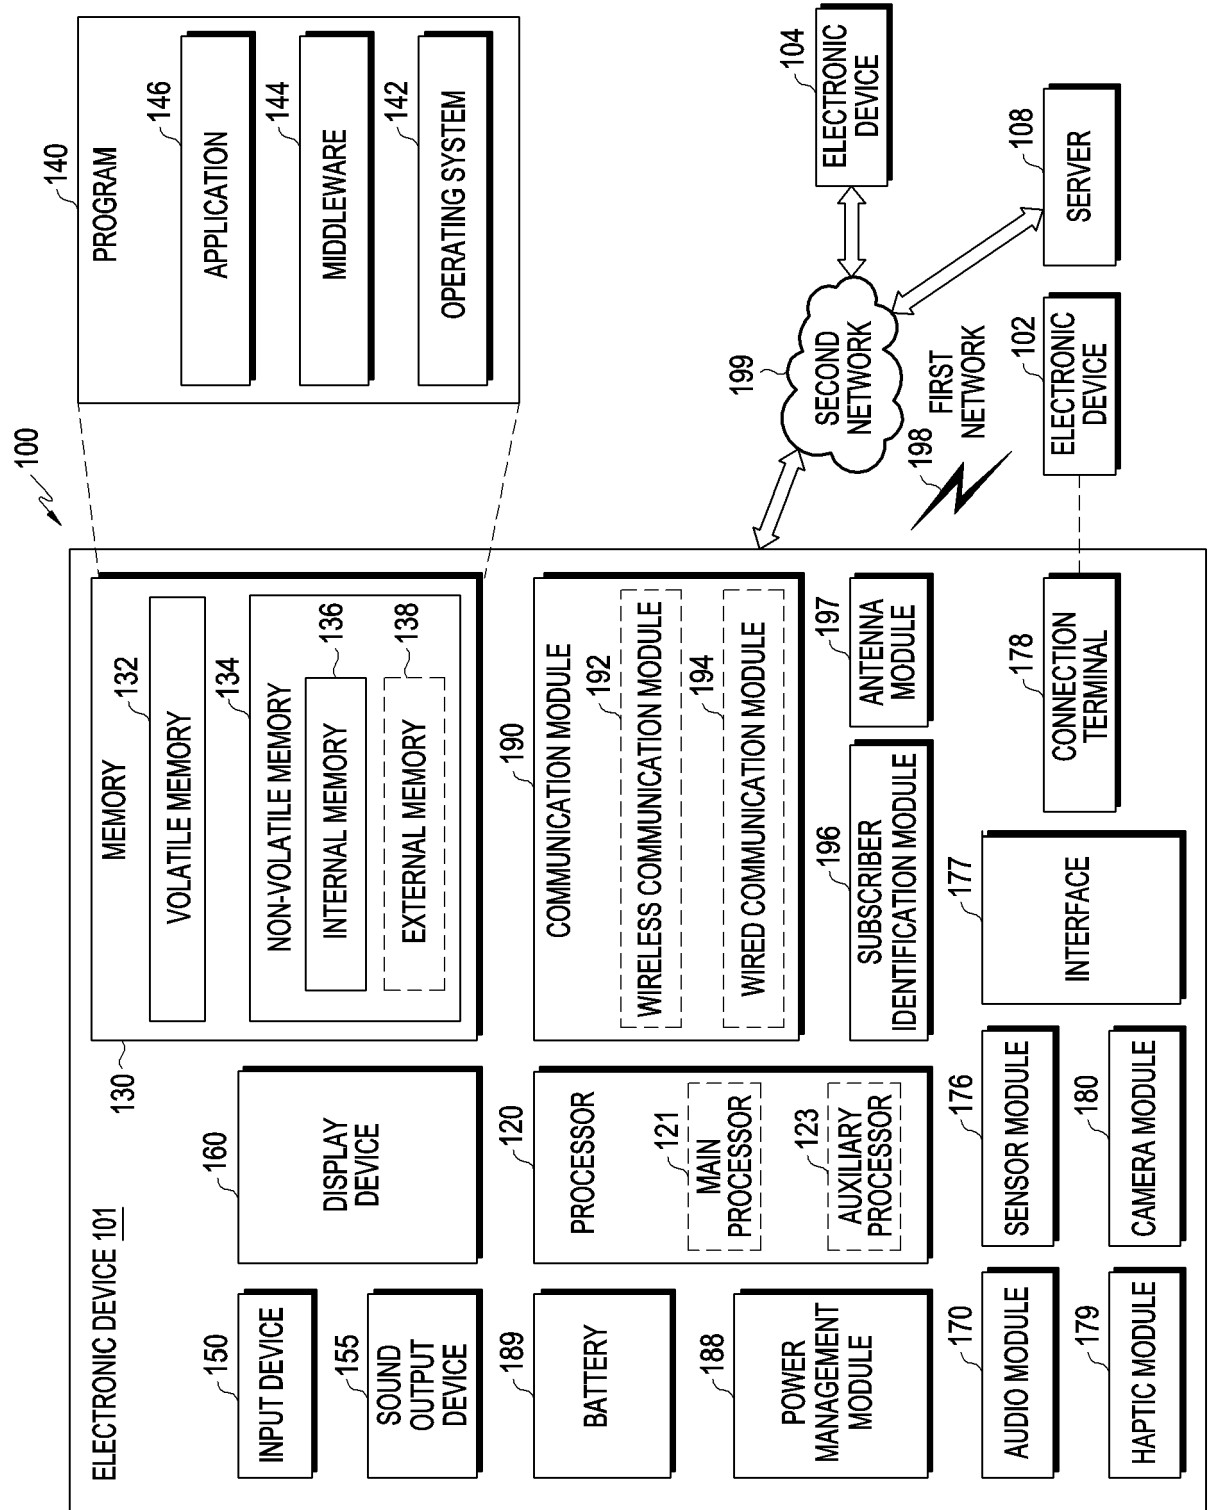 100
ELECTRONIC DEVICE 101
150
INPUT DEVICE
155
SOUND
OUTPUT
DEVICE
189
BATTERY
188
POWER
MANAGEMENT
MODULE
170
AUDIO MODULE
179
HAPTIC MODULE
160
DISPLAY
DEVICE
120
PROCESSOR
121
MAIN
PROCESSOR
123
AUXILIARY
PROCESSOR
176
SENSOR MODULE
180
CAMERA MODULE
130
MEMORY
132
VOLATILE MEMORY
134
NON-VOLATILE MEMORY
136
INTERNAL MEMORY
138
EXTERNAL MEMORY
190
COMMUNICATION MODULE
192
WIRELESS COMMUNICATION MODULE
194
WIRED COMMUNICATION MODULE
196
SUBSCRIBER
IDENTIFICATION MODULE
197
ANTENNA
MODULE
177
INTERFACE
178
CONNECTION
TERMINAL
140
PROGRAM
146
APPLICATION
144
MIDDLEWARE
142
OPERATING SYSTEM
199
SECOND
NETWORK
198
FIRST
NETWORK
104
ELECTRONIC
DEVICE
102
ELECTRONIC
DEVICE
108
SERVER